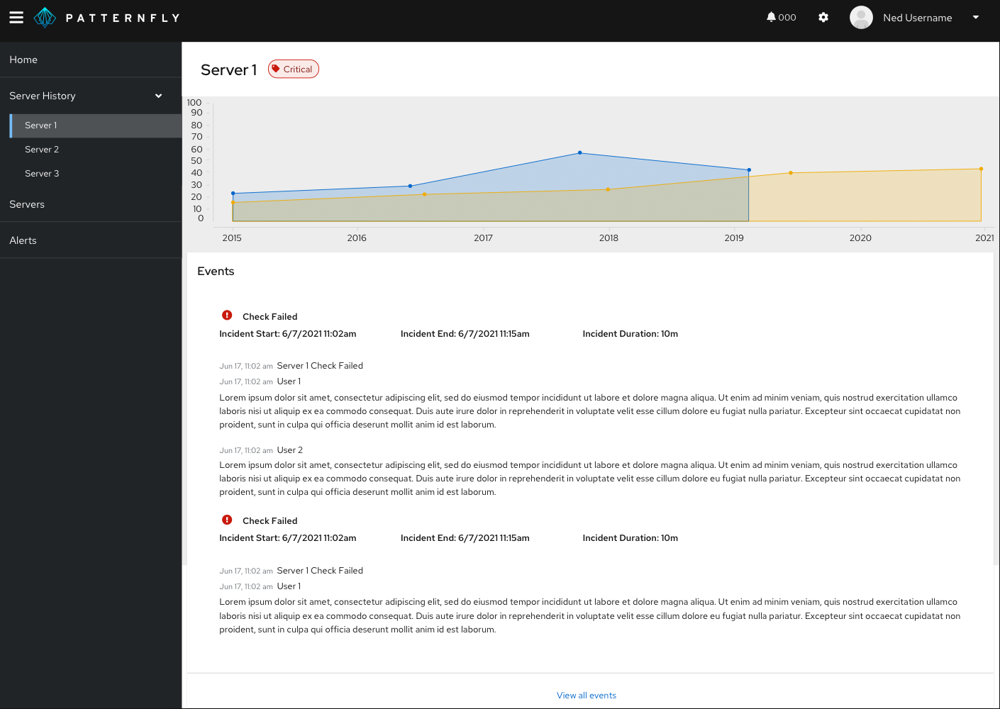 PATTERNFLY
000
Ned Username
Home
Server History
Server 1
Server 2
Server 3
Servers
Alerts
Server 1
Critical
100
90
80
70
60
50
40
30
20
10
0
2015 2016 2017 2018 2019 2020 2021
Events
Check Failed
Incident Start: 6/7/2021 11:02am Incident End: 6/7/2021 11:15am Incident Duration: 10m
Jun 17, 11:02 am Server 1 Check Failed
Jun 17, 11:02 am User 1
Lorem ipsum dolor sit amet, consectetur adipiscing elit, sed do eiusmod tempor incididunt ut labore et dolore magna aliqua. Ut enim ad minim veniam, quis nostrud exercitation ullamco
laboris nisi ut aliquip ex ea commodo consequat. Duis aute irure dolor in reprehenderit in voluptate velit esse cillum dolore eu fugiat nulla pariatur. Excepteur sint occaecat cupidatat non
proident, sunt in culpa qui officia deserunt mollit anim id est laborum.
Jun 17, 11:02 am User 2
Lorem ipsum dolor sit amet, consectetur adipiscing elit, sed do eiusmod tempor incididunt ut labore et dolore magna aliqua. Ut enim ad minim veniam, quis nostrud exercitation ullamco
laboris nisi ut aliquip ex ea commodo consequat. Duis aute irure dolor in reprehenderit in voluptate velit esse cillum dolore eu fugiat nulla pariatur. Excepteur sint occaecat cupidatat non
proident, sunt in culpa qui officia deserunt mollit anim id est laborum.
Check Failed
Incident Start: 6/7/2021 11:02am Incident End: 6/7/2021 11:15am Incident Duration: 10m
Jun 17, 11:02 am Server 1 Check Failed
Jun 17, 11:02 am User 1
Lorem ipsum dolor sit amet, consectetur adipiscing elit, sed do eiusmod tempor incididunt ut labore et dolore magna aliqua. Ut enim ad minim veniam, quis nostrud exercitation ullamco
laboris nisi ut aliquip ex ea commodo consequat. Duis aute irure dolor in reprehenderit in voluptate velit esse cillum dolore eu fugiat nulla pariatur. Excepteur sint occaecat cupidatat non
proident, sunt in culpa qui officia deserunt mollit anim id est laborum.
View all events